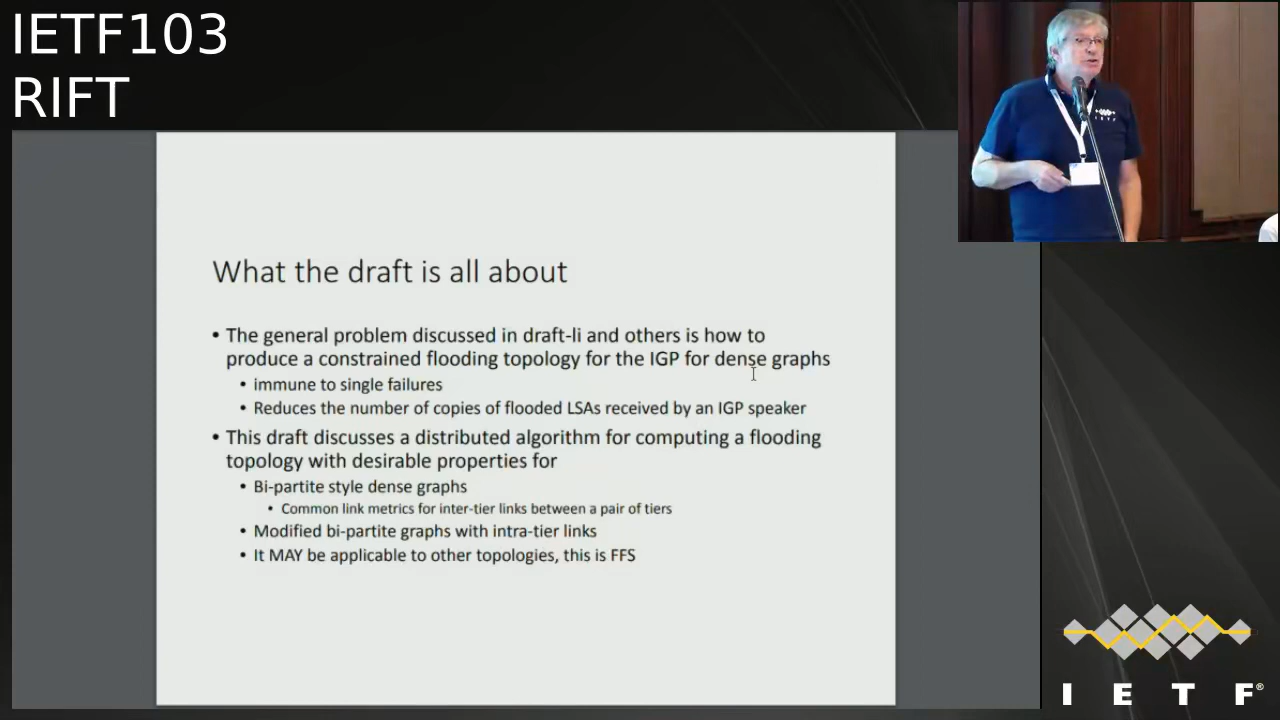 IETF103
RIFT
IETF
What the draft is all about
• The general problem discussed in draft-li and others is how to
produce a constrained flooding topology for the IGP for dense graphs
• immune to single failures
• Reduces the number of copies of flooded LSAs received by an IGP speaker
• This draft discusses a distributed algorithm for computing a flooding
topology with desirable properties for
• Bi-partite style dense graphs
• Common link metrics for inter-tier links between a pair of tiers
• Modified bi-partite graphs with intra-tier links
• It MAY be applicable to other topologies, this is FFS
I E T F®